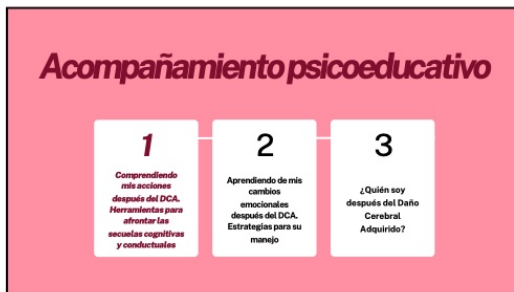 Acompañamiento psicoeducativo
1
Comprendiendo
mis acciones
después del DCA.
Herramientas para
afrontar las
secuelas cognitivas
y conductuales
2
Aprendiendo de mis
cambios
emocionales
después del DCA.
Estrategias para su
manejo
3
¿Quién soy
después del Daño
Cerebral
Adquirido?